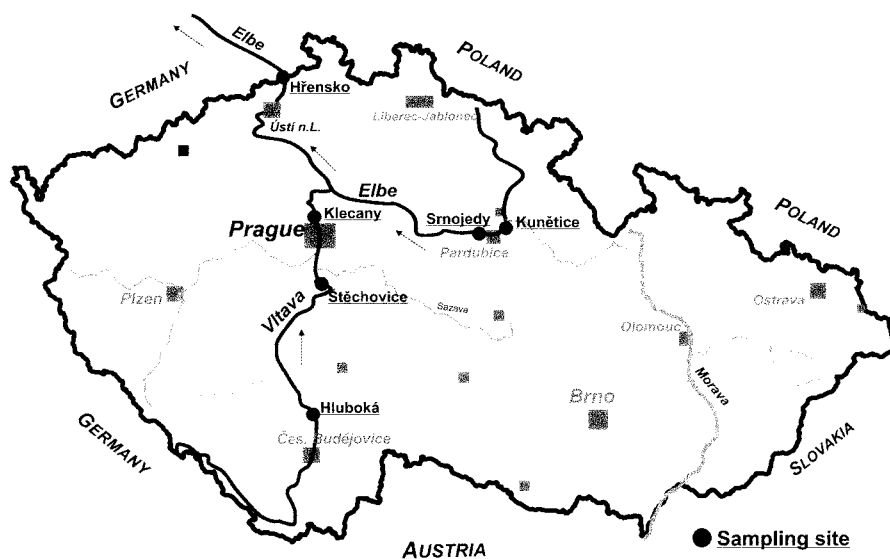 Elbe
POLAND
GERMANY
Hřensko
Liberec-Jablonec
Ústí n.L.
Elbe
Klecany
Srnojedy
Kunětice
POLAND
Prague
Pardubice
Plzen
Štěchovice
Sazava
Ostrava
Vltava
Olomouc
Morava
Hluboká
Brno
GERMANY
Čes. Budějovice
SLOVAKIA
Sampling site
AUSTRIA